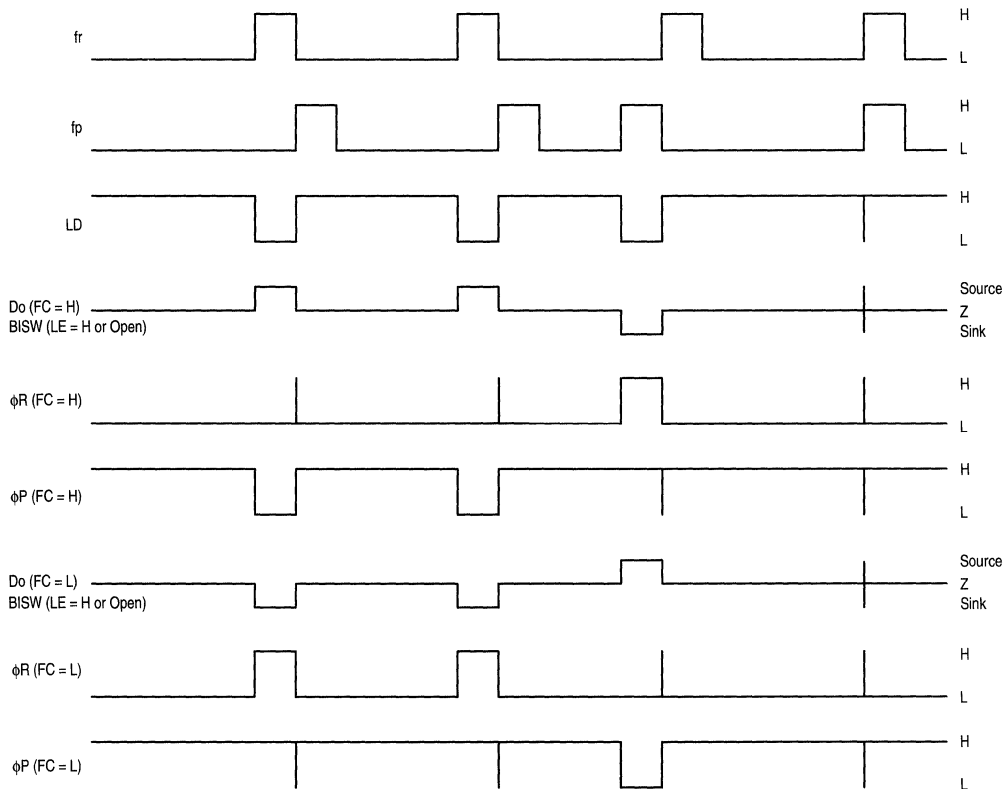 fr
H
L
fp
H
L
LD
H
L
Do (FC = H)
BISW (LE = H or Open)
Source
Z
Sink
φR (FC = H)
H
L
φP (FC = H)
H
L
Do (FC = L)
BISW (LE = H or Open)
Source
Z
Sink
φR (FC = L)
H
L
φP (FC = L)
H
L